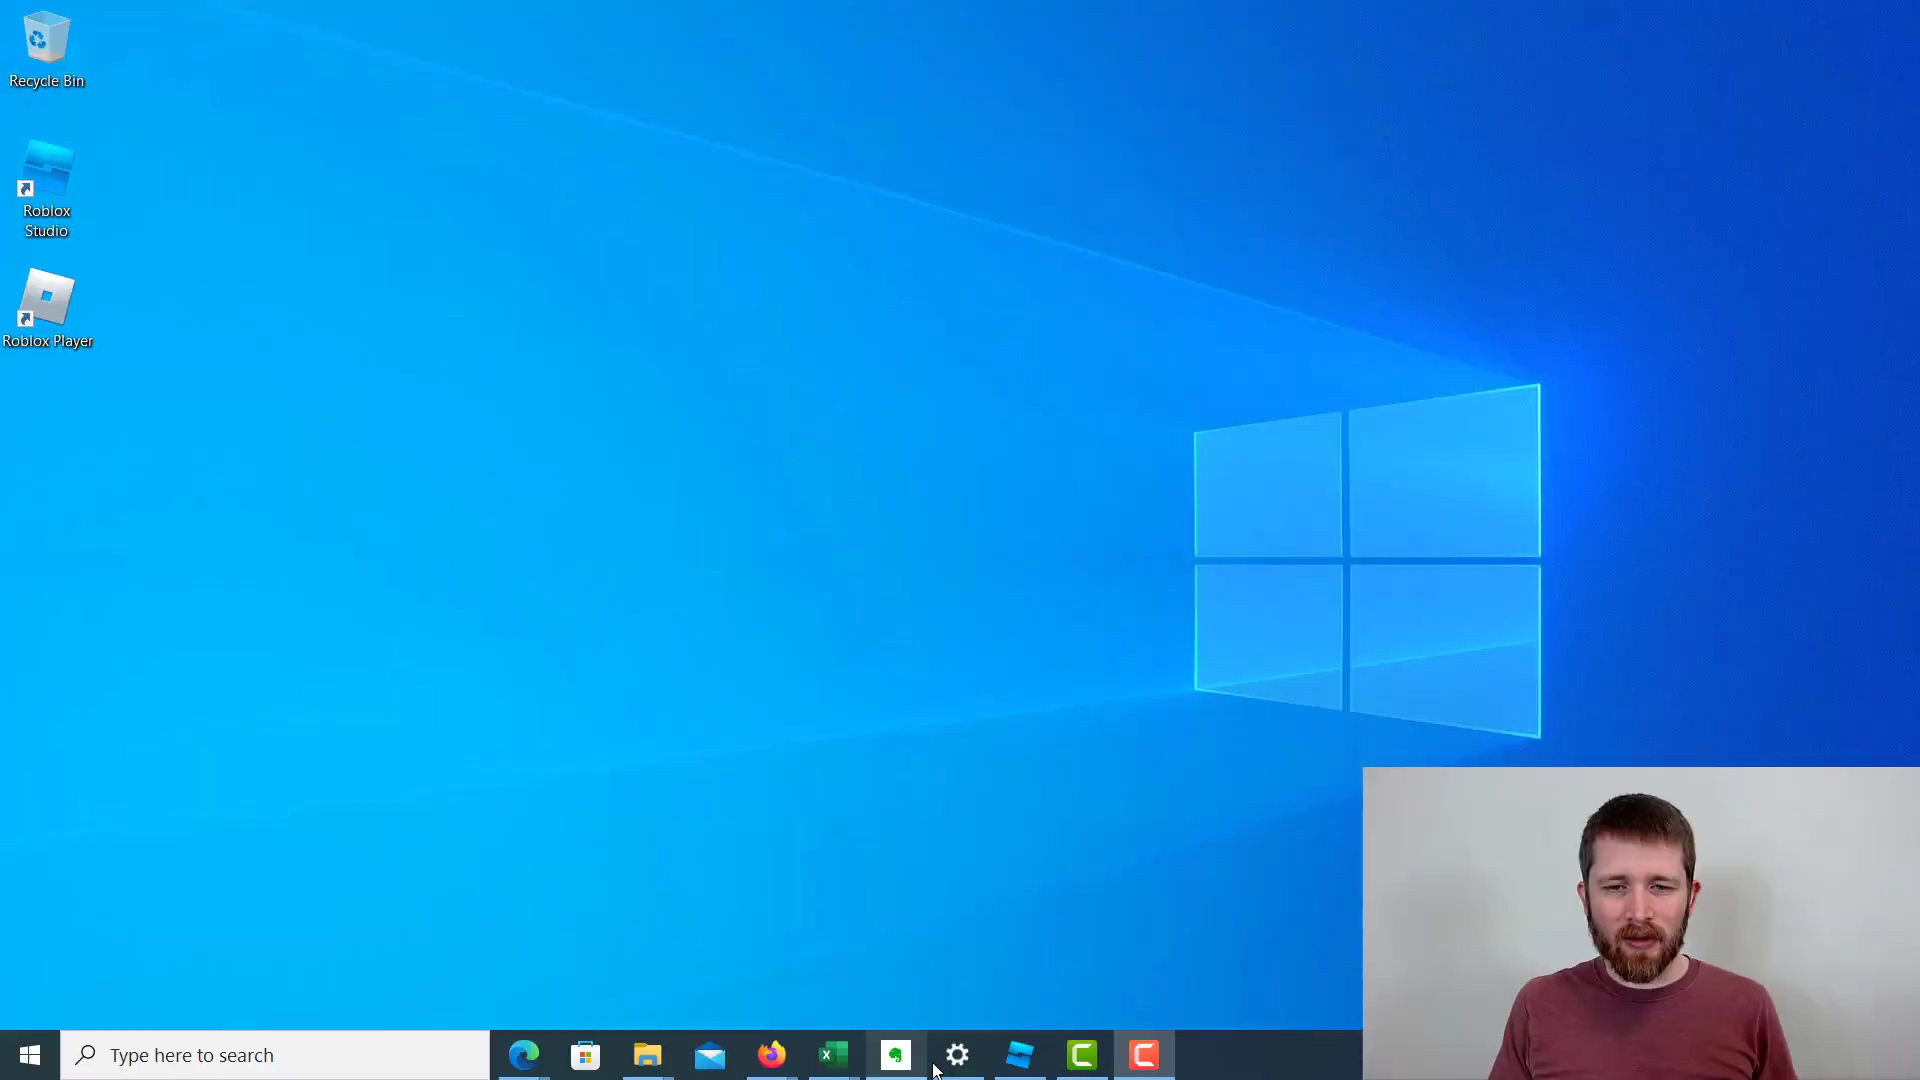 Recycle Bin
Roblox
Studio
Roblox Player
Type here to search